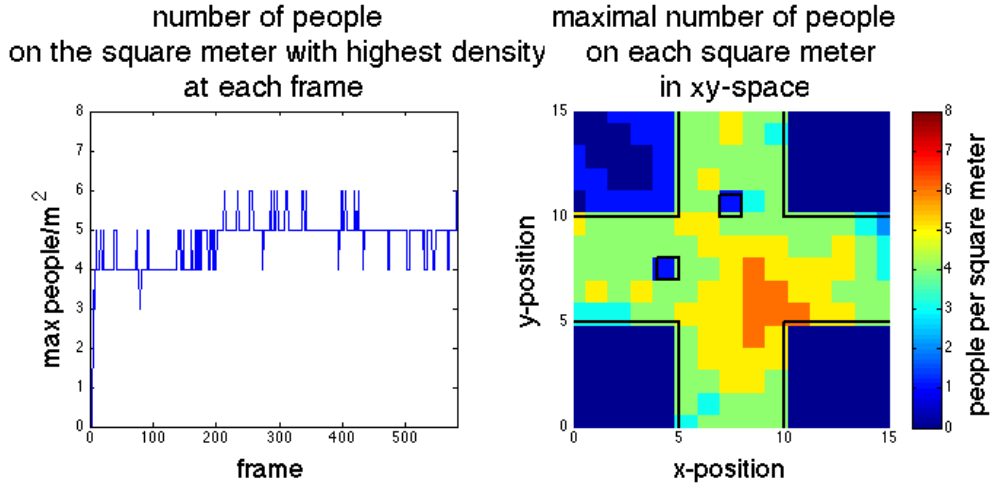 number of people
on the square meter with highest density
at each frame
8
7
6
5
4
3
2
1
0
0 100 200 300 400 500
max people/m2
frame
maximal number of people
on each square meter
in xy-space
15
10
5
0
0 5 10 15
y-position
x-position
8
7
6
5
4
3
2
1
0
people per square meter